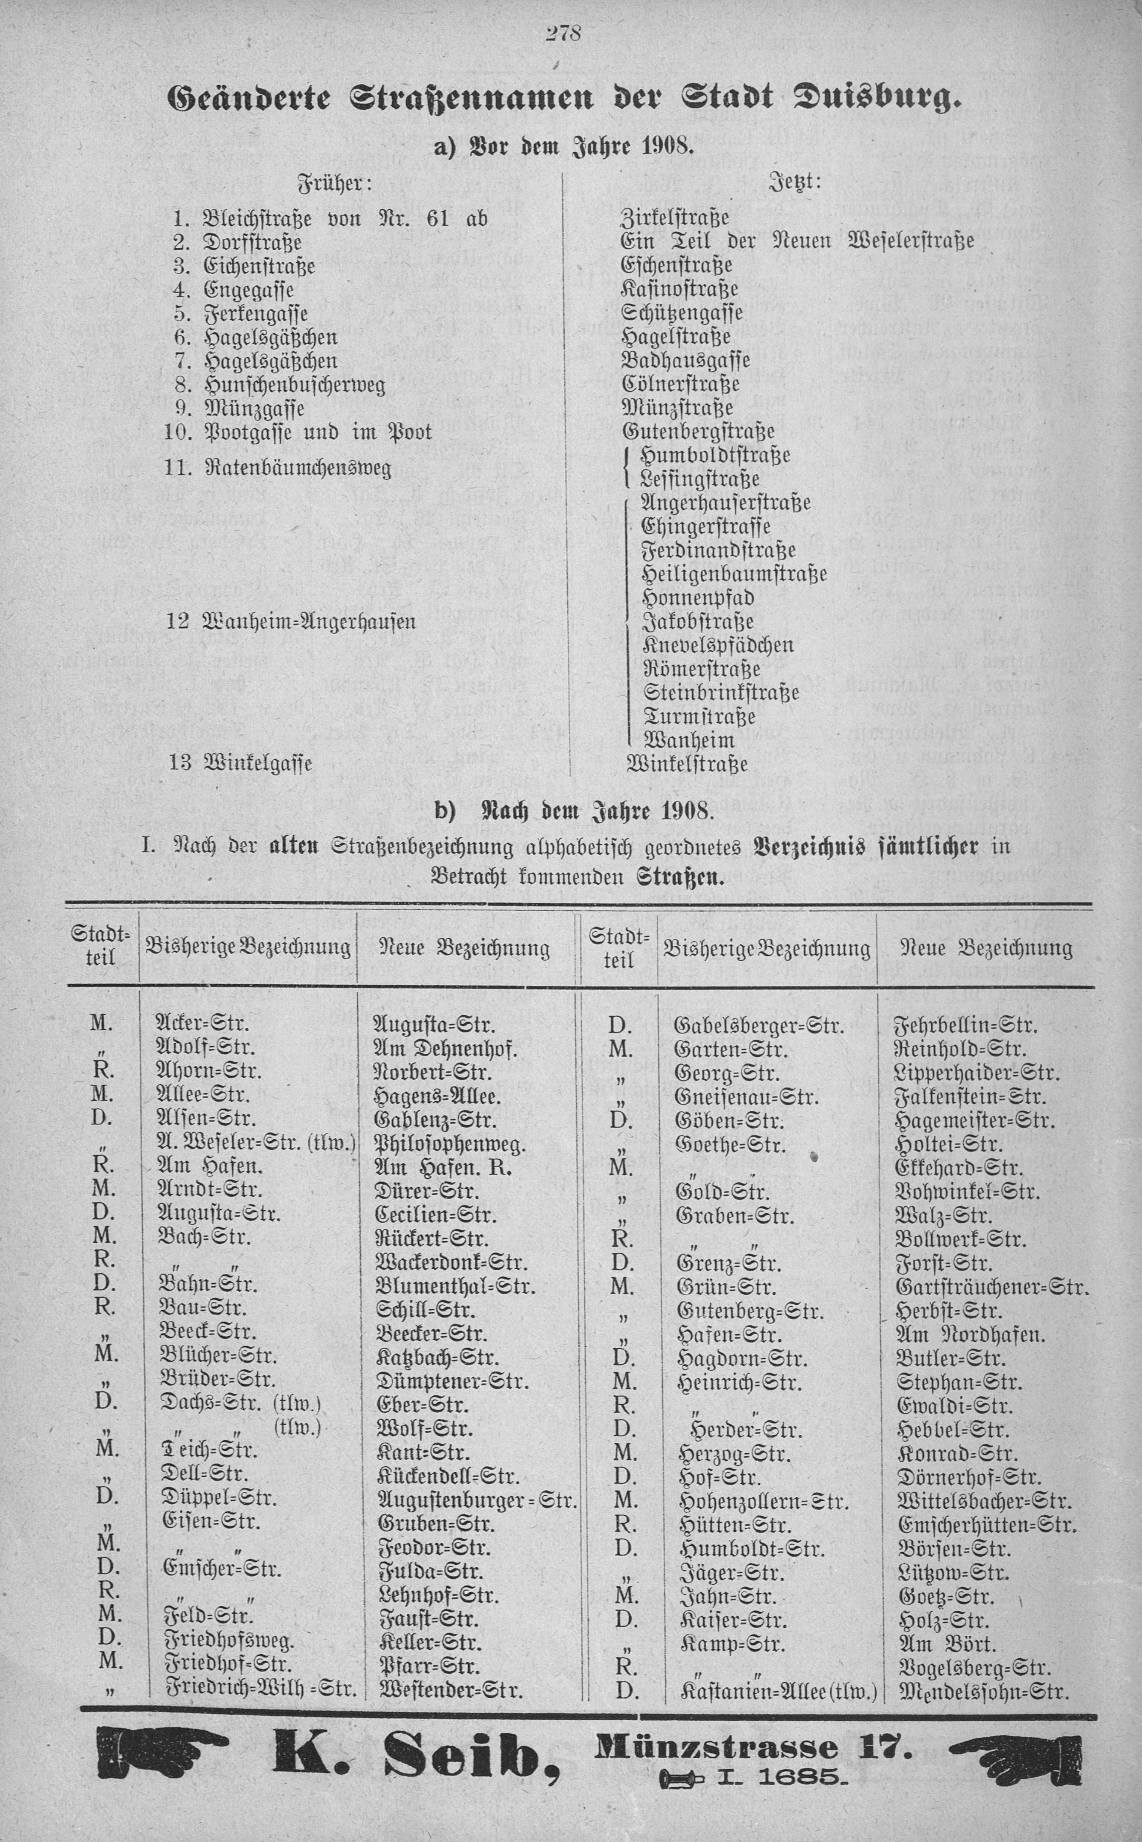 278
Geänderte Straßennamen der Stadt Duisburg.
a) Vor dem Jahre 1908.
Früher: Jetzt:
1. Bleichstraße von Nr. 61 ab Zirkelstraße
2. Dorfstraße Ein Teil der Neuen Weselerstraße
3. Eichenstraße Eschenstraße
4. Engegasse Kasinostraße
5. Ferkengasse Schützengasse
6. Hagelsgäßchen Hagelstraße
7. Hagelsgäßchen Badhausgasse
8. Hunschenbuscherweg Cölnerstraße
9. Münzgasse Münzstraße
10. Pootgasse und im Poot Gutenbergstraße
Humboldtstraße
11. Ratenbäumchensweg
Lessingstraße
Angerhauserstraße
Ehingerstrasse
Ferdinandstraße
Heiligenbaumstraße
Honnenpfad
12 Wanheim-Angerhausen Jakobstraße
Knevelspfädchen
Römerstraße
Steinbrinkstraße
Turmstraße
Wanheim
13 Winkelgasse Winkelstraße
b) Nach dem Jahre 1908.
I. Nach der alten Straßenbezeichnung alphabetisch geordnetes Verzeichnis sämtlicher in
Betracht kommenden Straßen.
Stadt-teil Bisherige Bezeichnung Neue Bezeichnung Stadt-teil Bisherige Bezeichnung Neue Bezeichnung
M. Acker-Str. Augusta-Str. D. Gabelsberger-Str. Fehrbellin-Str.
„ Adolf-Str. Am Dehnenhof. M. Garten-Str. Reinhold-Str.
R. Ahorn-Str. Norbert-Str. „ Georg-Str. Lipperhaider-Str.
M. Allee-Str. Hagens-Allee. „ Gneisenau-Str. Falkenstein-Str.
D. Alsen-Str. Gablenz-Str. D. Göben-Str. Hagemeister-Str.
„ A. Weseler-Str. (tlw.) Philosophenweg. „ Goethe-Str. Holtei-Str.
R. Am Hafen. Am Hafen. R. M. „ „ Ekkehard-Str.
M. Arndt-Str. Dürer-Str. „ Gold-Str. Vohwinkel-Str.
D. Augusta-Str. Cecilien-Str. „ Graben-Str. Walz-Str.
M. Bach-Str. Rückert-Str. R. „ „ Bollwerk-Str.
R. „ „ Wackerdonk-Str. D. Grenz-Str. Forst-Str.
D. Bahn-Str. Blumenthal-Str. M. Grün-Str. Gartsträuchener-Str.
R. Bau-Str. Schill-Str. „ Gutenberg-Str. Herbst-Str.
„ Beeck-Str. Beecker-Str. „ Hafen-Str. Am Nordhafen.
M. Blücher-Str. Katzbach-Str. D. Hagdorn-Str. Butler-Str.
„ Brüder-Str. Dümptener-Str. M. Heinrich-Str. Stephan-Str.
D. Dachs-Str. (tlw.) Eber-Str. R. „ „ Ewaldi-Str.
„ „ „ (tlw.) Wolf-Str. D. Herder-Str. Hebbel-Str.
M. Teich-Str. Kant-Str. M. Herzog-Str. Konrad-Str.
„ Dell-Str. Kückendell-Str. D. Hof-Str. Dörnerhof-Str.
D. Düppel-Str. Augustenburger-Str. M. Hohenzollern-Str. Wittelsbacher-Str.
„ Eisen-Str. Gruben-Str. R. Hütten-Str. Emscherhütten-Str.
M. „ „ Feodor-Str. D. Humboldt-Str. Börsen-Str.
D. Emscher-Str. Fulda-Str. „ Jäger-Str. Lützow-Str.
R. „ „ Lehnhof-Str. M. Jahn-Str. Goetz-Str.
M. Feld-Str. Faust-Str. D. Kaiser-Str. Holz-Str.
D. Friedhofsweg. Keller-Str. „ Kamp-Str. Am Bört.
M. Friedhof-Str. Pfarr-Str. R. „ „ Vogelsberg-Str.
„ Friedrich-Wilh-Str. Westender-Str. D. Kastanien-Allee (tlw.) Mendelssohn-Str.
K. Seib, Münzstrasse 17.
I. 1685.